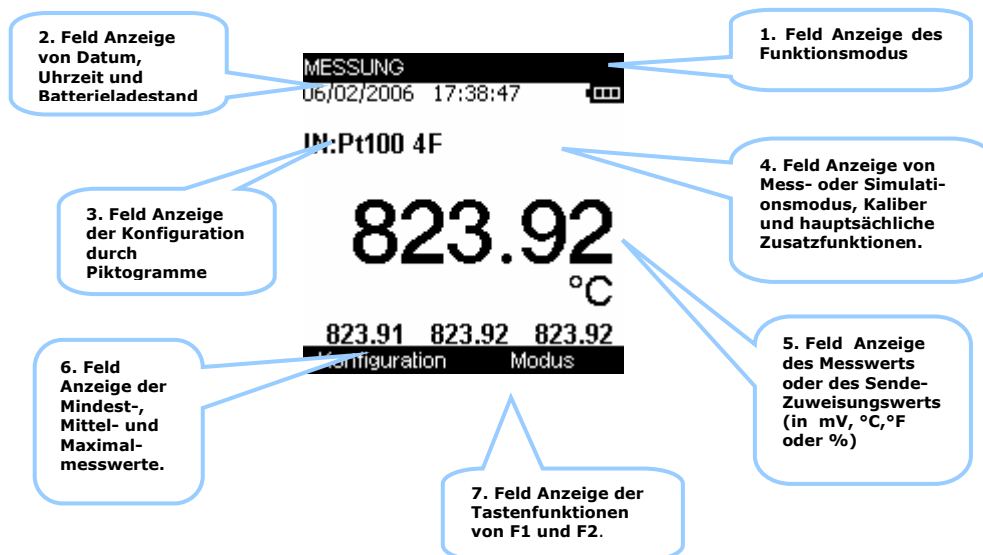 2. Feld Anzeige
von Datum,
Uhrzeit und
Batterieladestand
1. Feld Anzeige des
Funktionsmodus
MESSUNG
06/02/2006 17:38:47
IN:Pt100 4F
3. Feld Anzeige
der Konfiguration
durch
Piktogramme
4. Feld Anzeige von
Mess- oder Simulati-
onsmodus, Kaliber
und hauptsächliche
Zusatzfunktionen.
823.92
°C
823.91 823.92 823.92
Konfiguration Modus
5. Feld Anzeige
des Messwerts
oder des Sende-
Zuweisungswerts
(in mV, °C,°F
oder %)
6. Feld
Anzeige der
Mindest-,
Mittel- und
Maximal-
messwerte.
7. Feld Anzeige der
Tastenfunktionen
von F1 und F2.